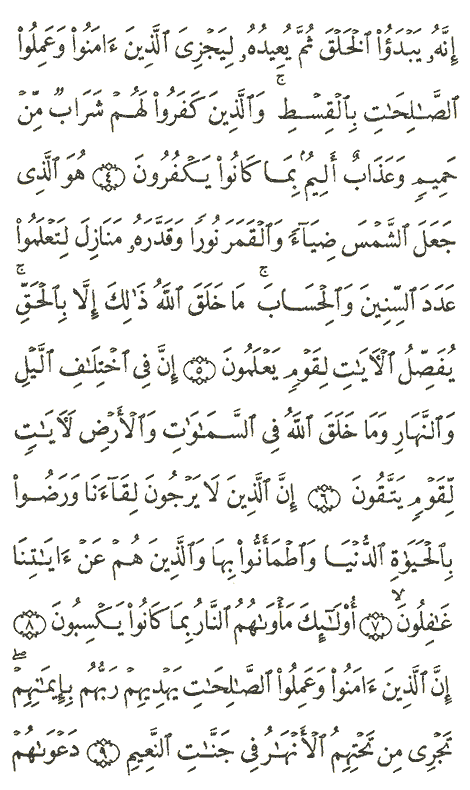 إِنَّهُۥ يَبْدَؤُا۟ ٱلْخَلْقَ ثُمَّ يُعِيدُهُۥ لِيَجْزِىَ ٱلَّذِينَ ءَامَنُوا۟ وَعَمِلُوا۟
ٱلصَّـٰلِحَـٰتِ بِٱلْقِسْطِ ۚ وَٱلَّذِينَ كَفَرُوا۟ لَهُمْ شَرَابٌ مِّنْ
حَمِيمٍ وَعَذَابٌ أَلِيمٌۢ بِمَا كَانُوا۟ يَكْفُرُونَ ﴿٤﴾ هُوَ ٱلَّذِى
جَعَلَ ٱلشَّمْسَ ضِيَآءً وَٱلْقَمَرَ نُورًا وَقَدَّرَهُۥ مَنَازِلَ لِتَعْلَمُوا۟
عَدَدَ ٱلسِّنِينَ وَٱلْحِسَابَ ۚ مَا خَلَقَ ٱللَّهُ ذَٰلِكَ إِلَّا بِٱلْحَقِّ ۚ
يُفَصِّلُ ٱلْـَٔايَـٰتِ لِقَوْمٍ يَعْلَمُونَ ﴿٥﴾ إِنَّ فِى ٱخْتِلَـٰفِ ٱلَّيْلِ
وَٱلنَّهَارِ وَمَا خَلَقَ ٱللَّهُ فِى ٱلسَّمَـٰوَٰتِ وَٱلْأَرْضِ لَـَٔايَـٰتٍ
لِّقَوْمٍ يَتَّقُونَ ﴿٦﴾ إِنَّ ٱلَّذِينَ لَا يَرْجُونَ لِقَآءَنَا وَرَضُوا۟
بِٱلْحَيَوٰةِ ٱلدُّنْيَا وَٱطْمَأَنُّوا۟ بِهَا وَٱلَّذِينَ هُمْ عَنْ ءَايَـٰتِنَا
غَـٰفِلُونَ ۙ﴿٧﴾ أُو۟لَـٰٓئِكَ مَأْوَىٰهُمُ ٱلنَّارُ بِمَا كَانُوا۟ يَكْسِبُونَ ﴿٨﴾
إِنَّ ٱلَّذِينَ ءَامَنُوا۟ وَعَمِلُوا۟ ٱلصَّـٰلِحَـٰتِ يَهْدِيهِمْ رَبُّهُم بِإِيمَـٰنِهِمْ ۖ
تَجْرِى مِن تَحْتِهِمُ ٱلْأَنْهَـٰرُ فِى جَنَّـٰتِ ٱلنَّعِيمِ ﴿٩﴾ دَعْوَىٰهُمْ